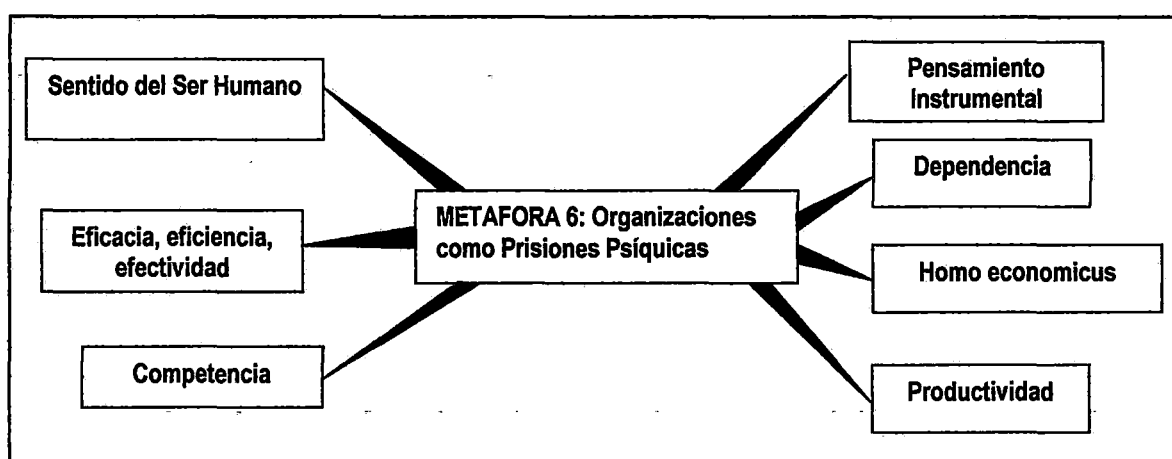 Sentido del Ser Humano
Pensamiento
Instrumental
Dependencia
METAFORA 6: Organizaciones
como Prisiones Psíquicas
Eficacia, eficiencia,
efectividad
Homo economicus
Competencia
Productividad